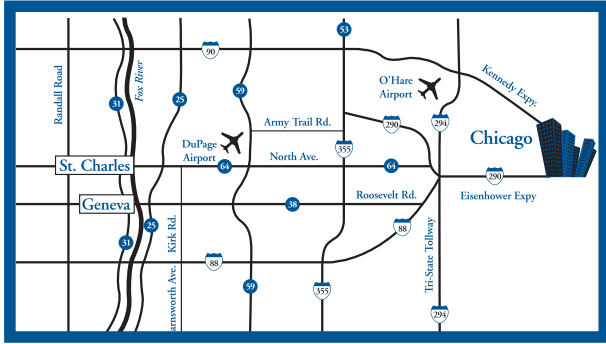 53
90
Kennedy Expy.
O'Hare
Airport
Randall Road
Fox River
31
25
59
Army Trail Rd.
290
294
Chicago
DuPage
Airport
355
St. Charles
64
North Ave.
64
290
Eisenhower Expy
Geneva
38
Roosevelt Rd.
25
Kirk Rd.
88
31
88
Tri-State Tollway
59
355
arnsworth Ave.
294